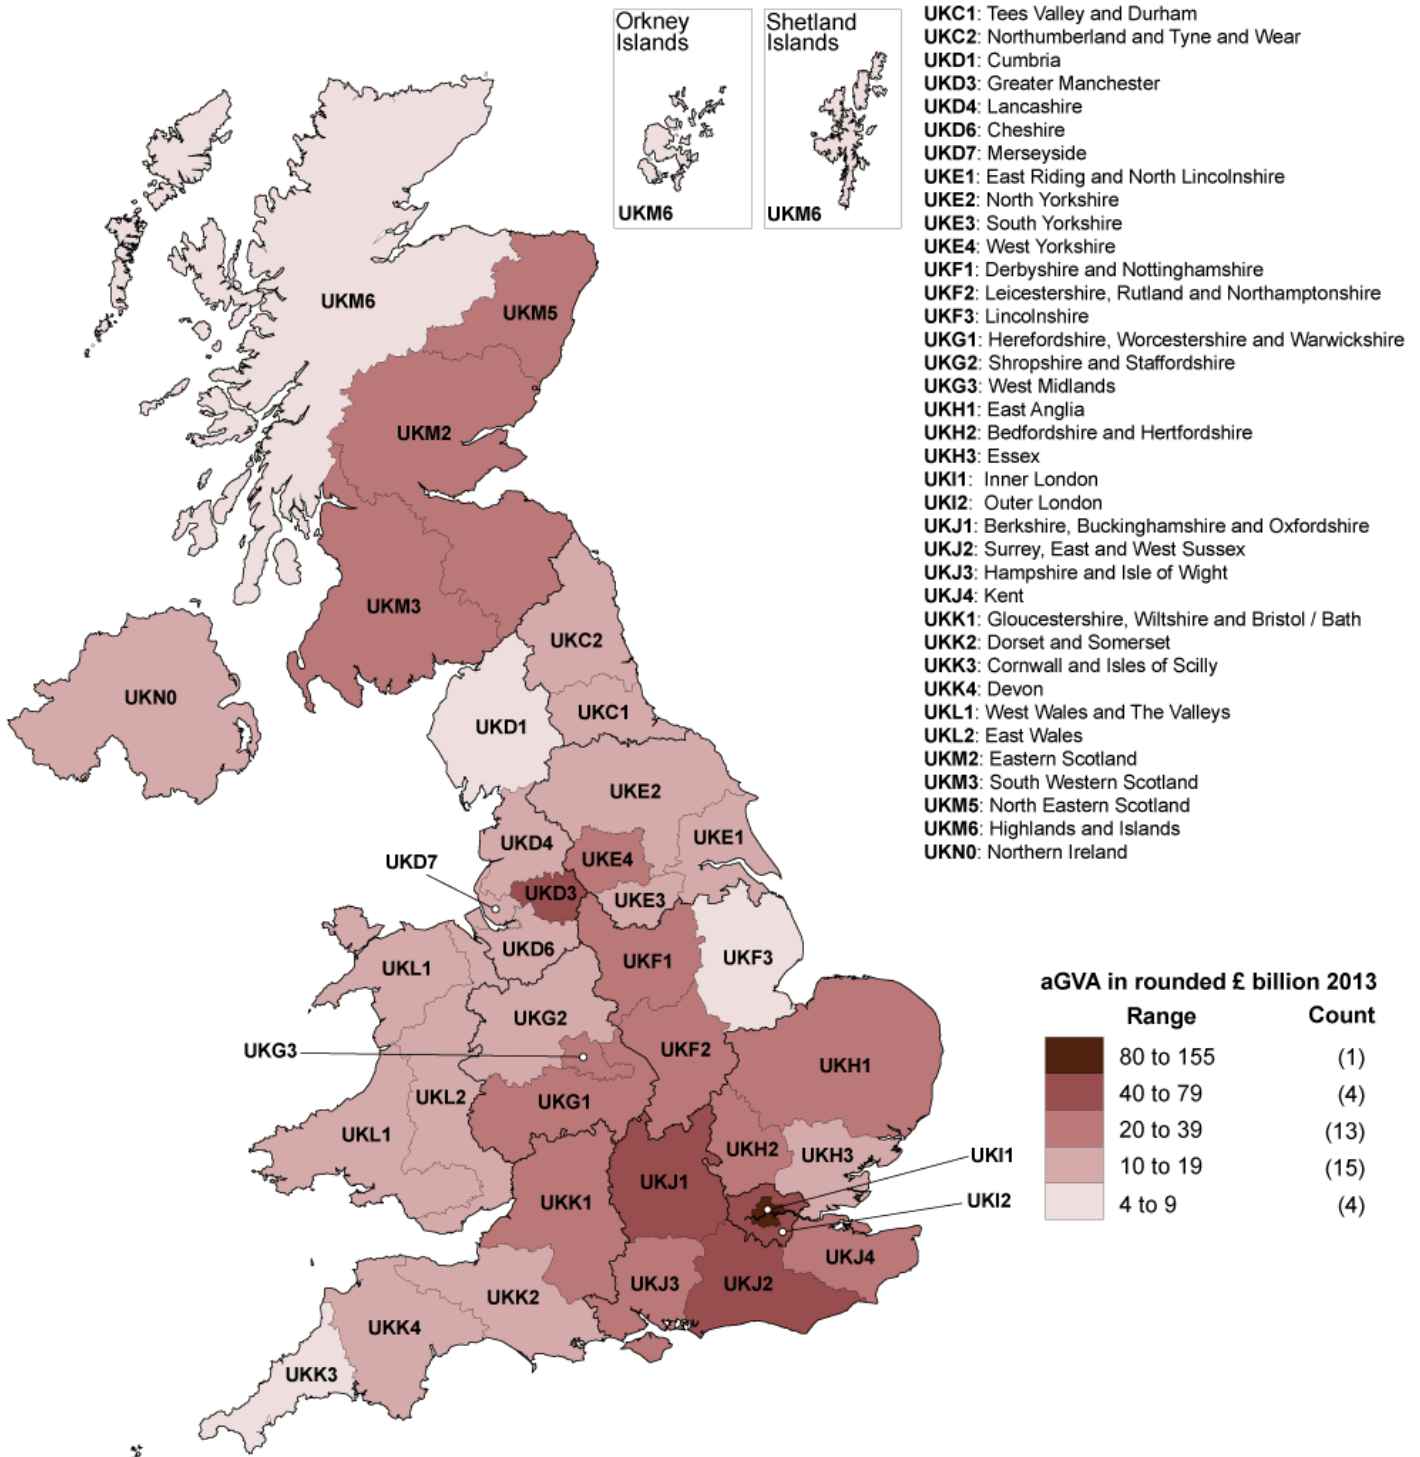 Orkney
Islands
UKM6
Shetland
Islands
UKM6
UKC1: Tees Valley and Durham
UKC2: Northumberland and Tyne and Wear
UKD1: Cumbria
UKD3: Greater Manchester
UKD4: Lancashire
UKD6: Cheshire
UKD7: Merseyside
UKE1: East Riding and North Lincolnshire
UKE2: North Yorkshire
UKE3: South Yorkshire
UKE4: West Yorkshire
UKF1: Derbyshire and Nottinghamshire
UKF2: Leicestershire, Rutland and Northamptonshire
UKF3: Lincolnshire
UKG1: Herefordshire, Worcestershire and Warwickshire
UKG2: Shropshire and Staffordshire
UKG3: West Midlands
UKH1: East Anglia
UKH2: Bedfordshire and Hertfordshire
UKH3: Essex
UKI1: Inner London
UKI2: Outer London
UKJ1: Berkshire, Buckinghamshire and Oxfordshire
UKJ2: Surrey, East and West Sussex
UKJ3: Hampshire and Isle of Wight
UKJ4: Kent
UKK1: Gloucestershire, Wiltshire and Bristol / Bath
UKK2: Dorset and Somerset
UKK3: Cornwall and Isles of Scilly
UKK4: Devon
UKL1: West Wales and The Valleys
UKL2: East Wales
UKM2: Eastern Scotland
UKM3: South Western Scotland
UKM5: North Eastern Scotland
UKM6: Highlands and Islands
UKN0: Northern Ireland
UKM6
UKM5
UKM2
UKM3
UKC2
UKN0
UKC1
UKD1
UKE2
UKE1
UKD4
UKE4
UKD7
UKD3
UKE3
UKD6
UKF1
UKF3
UKL1
UKG2
UKG3
UKF2
UKH1
UKL2
UKG1
UKL1
UKH2
UKH3
UKI1
UKJ1
UKK1
UKI2
UKJ4
UKJ3
UKJ2
UKK2
UKK4
UKK3
aGVA in rounded £ billion 2013
Range Count
80 to 155 (1)
40 to 79 (4)
20 to 39 (13)
10 to 19 (15)
4 to 9 (4)